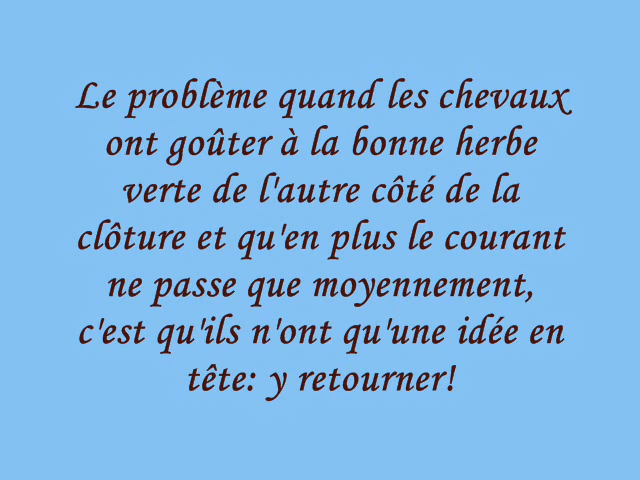 Le problème quand les chevaux
ont goûter à la bonne herbe
verte de l'autre côté de la
clôture et qu'en plus le courant
ne passe que moyennement,
c'est qu'ils n'ont qu'une idée en
tête: y retourner!